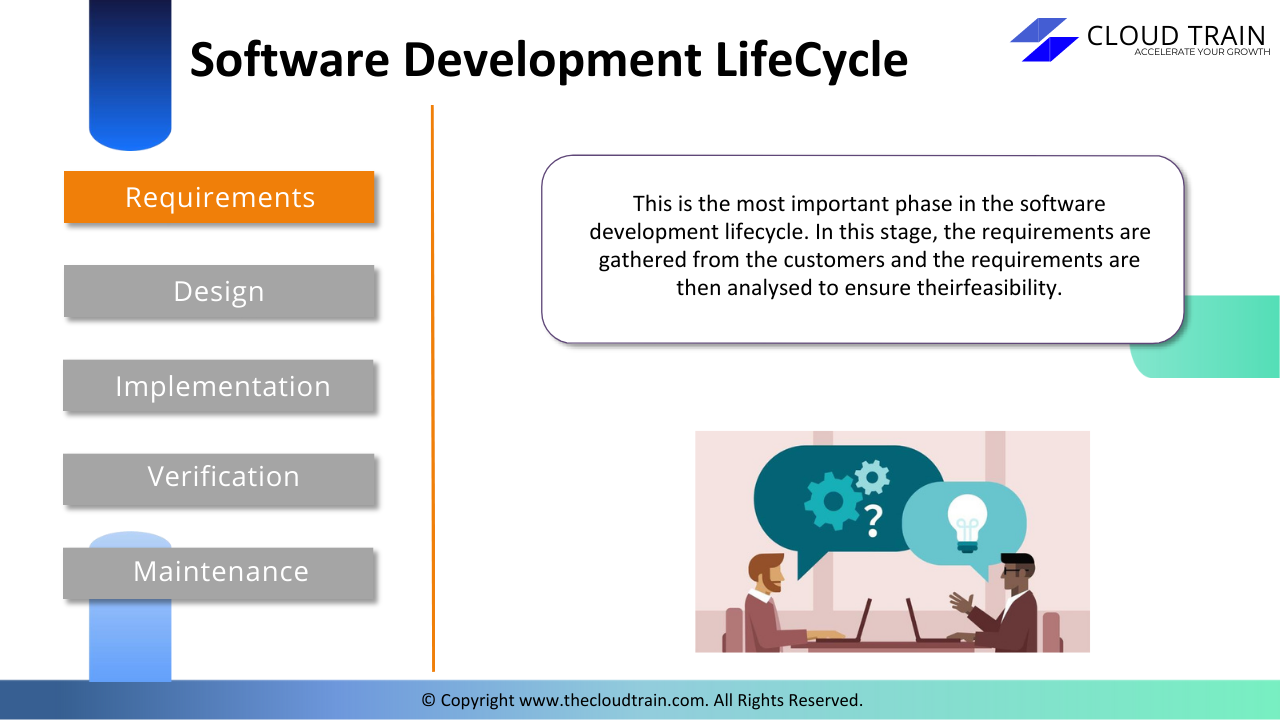 Software Development LifeCycle
CLOUD TRAIN
ACCELERATE YOUR GROWTH
Requirements
Design
Implementation
Verification
Maintenance
This is the most important phase in the software
development lifecycle. In this stage, the requirements are
gathered from the customers and the requirements are
then analysed to ensure theirfeasibility.
?
© Copyright www.thecloudtrain.com. All Rights Reserved.